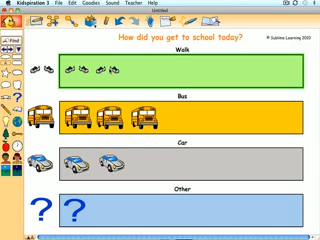 Kidspiration 3 File Edit Goodies Sound Teacher Help
Untitled
How did you get to school today?
© Sublime Learning 2010
Walk
Find
Bus
Car
Other
? ?